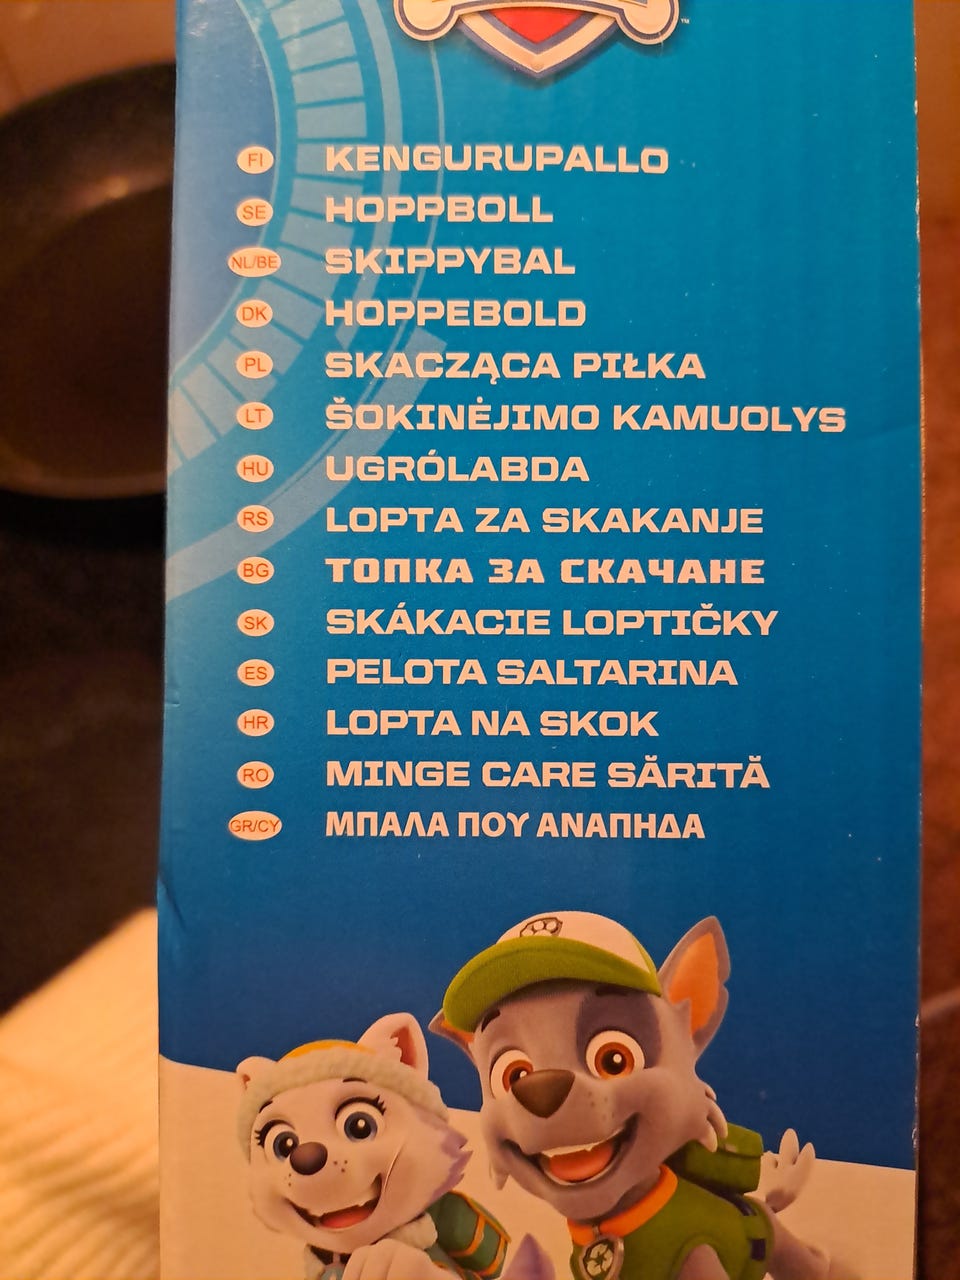 FI KENGURUPALLO
SE HOPPBOLL
NL/BE SKIPPYBAL
DK HOPPEBOLD
PL SKACZĄCA PIŁKA
LT ŠOKINĖJIMO KAMUOLYS
HU UGRÓLABDA
RS LOPTA ZA SKAKANJE
BG ТОПКА ЗА СКАЧАНЕ
SK SKÁKACIE LOPTIČKY
ES PELOTA SALTARINA
HR LOPTA NA SKOK
RO MINGE CARE SĂRITĂ
GR/CY ΜΠΑΛΑ ΠΟΥ ΑΝΑΠΗΔΑ